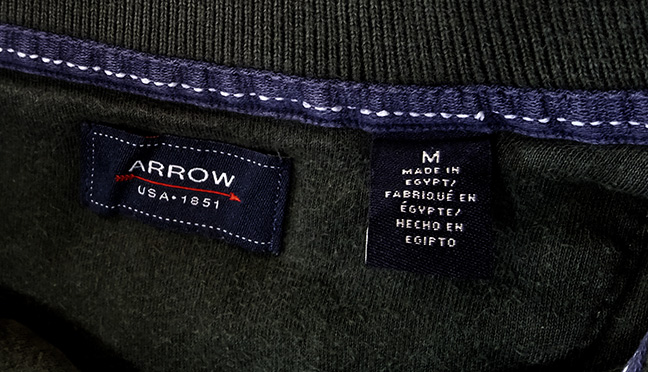 ARROW
USA•1851
M
MADE IN
EGYPT/
FABRIQUÉ EN
ÉGYPTE/
HECHO EN
EGIPTO